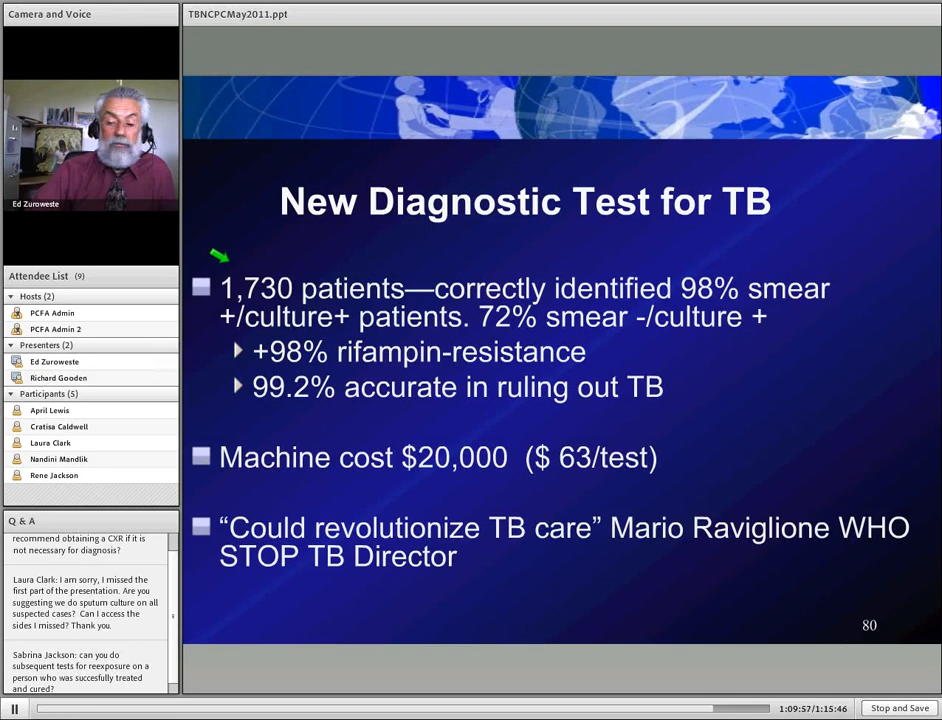 Camera and Voice
Ed Zuroweste
Attendee List (9)
Hosts (2)
PCFA Admin
PCFA Admin 2
Presenters (2)
Ed Zuroweste
Richard Gooden
Participants (5)
April Lewis
Cratisa Caldwell
Laura Clark
Nandini Mandlik
Rene Jackson
Q & A
recommend obtaining a CXR if it is
not necessary for diagnosis?
Laura Clark: I am sorry, I missed the
first part of the presentation. Are you
suggesting we do sputum culture on all
suspected cases? Can I access the
sides I missed? Thank you.
Sabrina Jackson: can you do
subsequent tests for reexposure on a
person who was succesfully treated
and cured?
TBNCPCMay2011.ppt
New Diagnostic Test for TB
1,730 patients—correctly identified 98% smear
+/culture+ patients. 72% smear -/culture +
+98% rifampin-resistance
99.2% accurate in ruling out TB
Machine cost $20,000 ($ 63/test)
“Could revolutionize TB care” Mario Raviglione WHO
STOP TB Director
80
1:09:57/1:15:46
Stop and Save